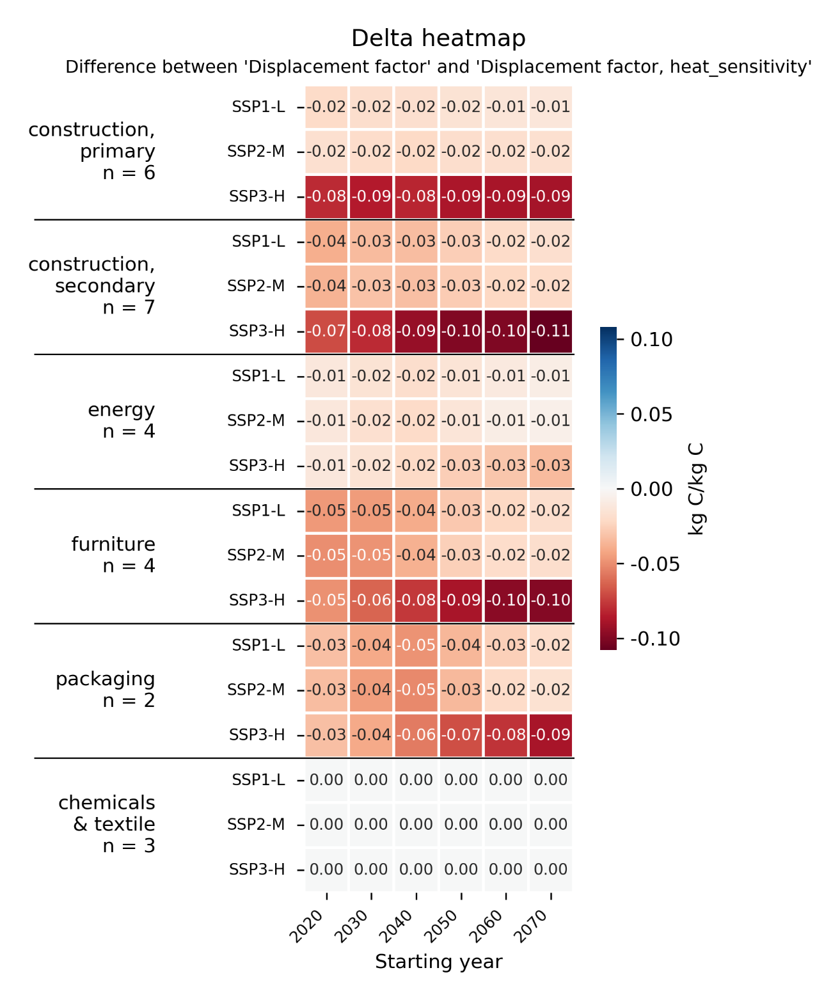 Delta heatmap
Difference between 'Displacement factor' and 'Displacement factor, heat_sensitivity'
construction,
primary
n = 6
SSP1-L -0.02 -0.02 -0.02 -0.02 -0.01 -0.01
SSP2-M -0.02 -0.02 -0.02 -0.02 -0.02 -0.02
SSP3-H -0.08 -0.09 -0.08 -0.09 -0.09 -0.09
construction,
secondary
n = 7
SSP1-L -0.04 -0.03 -0.03 -0.03 -0.02 -0.02
SSP2-M -0.04 -0.03 -0.03 -0.03 -0.02 -0.02
SSP3-H -0.07 -0.08 -0.09 -0.10 -0.10 -0.11
energy
n = 4
SSP1-L -0.01 -0.02 -0.02 -0.01 -0.01 -0.01
SSP2-M -0.01 -0.02 -0.02 -0.01 -0.01 -0.01
SSP3-H -0.01 -0.02 -0.02 -0.03 -0.03 -0.03
furniture
n = 4
SSP1-L -0.05 -0.05 -0.04 -0.03 -0.02 -0.02
SSP2-M -0.05 -0.05 -0.04 -0.03 -0.02 -0.02
SSP3-H -0.05 -0.06 -0.08 -0.09 -0.10 -0.10
packaging
n = 2
SSP1-L -0.03 -0.04 -0.05 -0.04 -0.03 -0.02
SSP2-M -0.03 -0.04 -0.05 -0.03 -0.02 -0.02
SSP3-H -0.03 -0.04 -0.06 -0.07 -0.08 -0.09
chemicals
& textile
n = 3
SSP1-L 0.00 0.00 0.00 0.00 0.00 0.00
SSP2-M 0.00 0.00 0.00 0.00 0.00 0.00
SSP3-H 0.00 0.00 0.00 0.00 0.00 0.00
2020 2030 2040 2050 2060 2070
Starting year
0.10
0.05
0.00
-0.05
-0.10
kg C/kg C